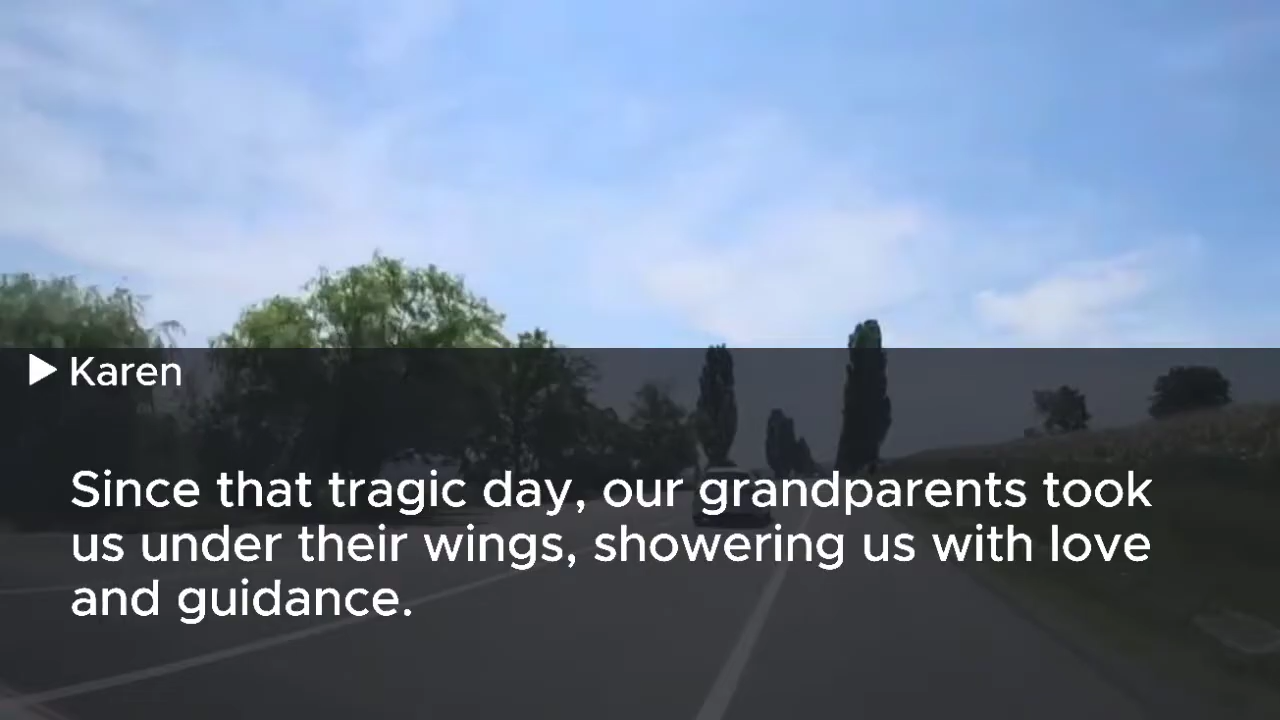 Karen
Since that tragic day, our grandparents took
us under their wings, showering us with love
and guidance.